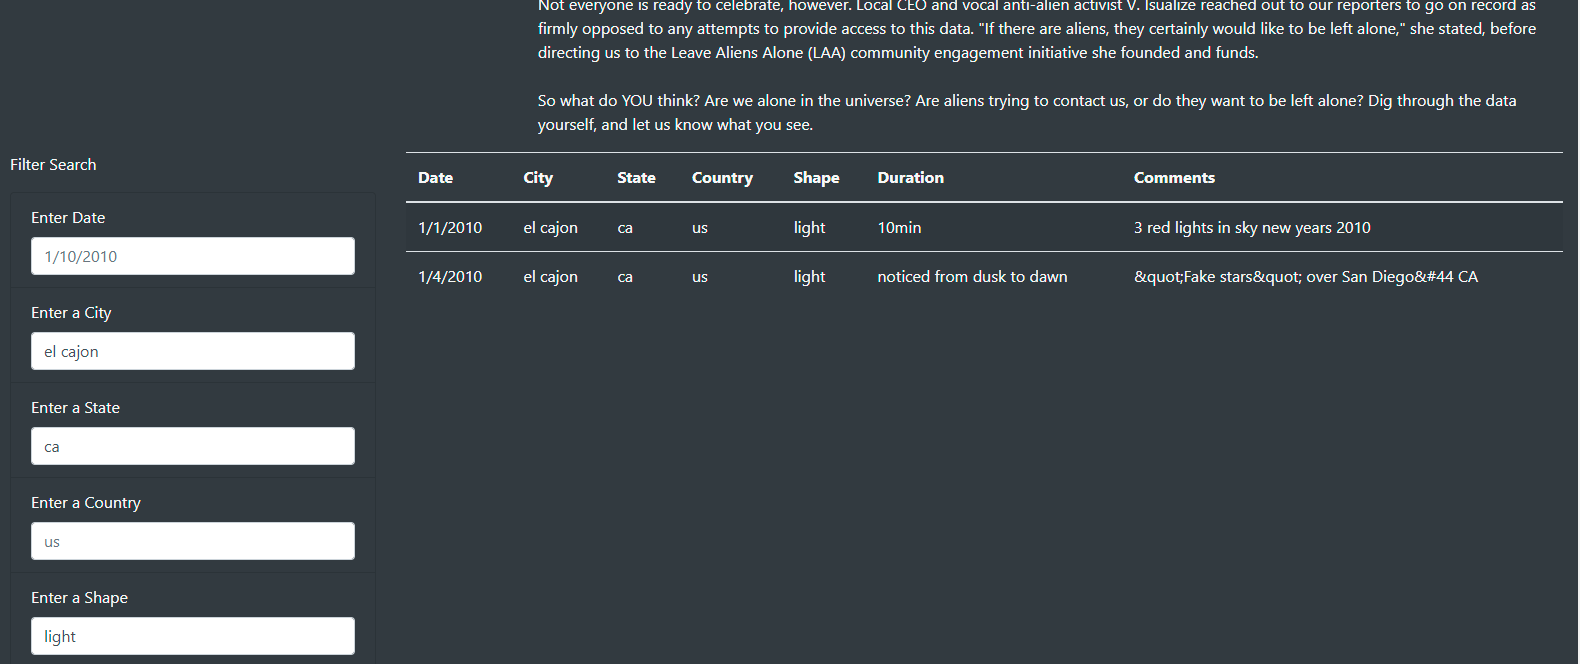 Not everyone is ready to celebrate, however. Local CEO and vocal anti-alien activist V. Isualize reached out to our reporters to go on record as
firmly opposed to any attempts to provide access to this data. "If there are aliens, they certainly would like to be left alone," she stated, before
directing us to the Leave Aliens Alone (LAA) community engagement initiative she founded and funds.
So what do YOU think? Are we alone in the universe? Are aliens trying to contact us, or do they want to be left alone? Dig through the data
yourself, and let us know what you see.
Filter Search
Enter Date
1/10/2010
Enter a City
el cajon
Enter a State
ca
Enter a Country
us
Enter a Shape
light
Date City State Country Shape Duration Comments
1/1/2010 el cajon ca us light 10min 3 red lights in sky new years 2010
1/4/2010 el cajon ca us light noticed from dusk to dawn &quot;Fake stars&quot; over San Diego&#44 CA